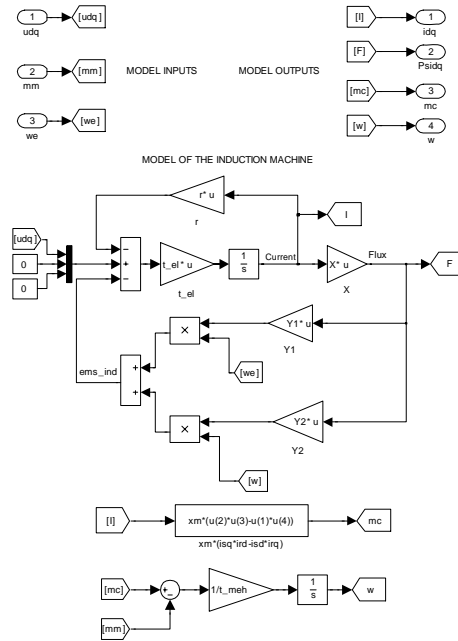 1 [udq] [I] 1
udq idq
[F] 2
Psidq
2 [mm] MODEL INPUTS MODEL OUTPUTS
mm
[mc] 3
mc
3 [we] [w] 4
we w
MODEL OF THE INDUCTION MACHINE
r* u
r
I
[udq]
0
0
−
+
−
t_el* u
t_el
1
s
Current
X* u
X
Flux
F
×
Y1* u
Y1
[we]
ems_ind
+
+
×
Y2* u
Y2
[w]
[I] xm*(u(2)*u(3)-u(1)*u(4)) mc
xm*(isq*ird-isd*irq)
[mc] + − 1/t_meh 1
s w
[mm]